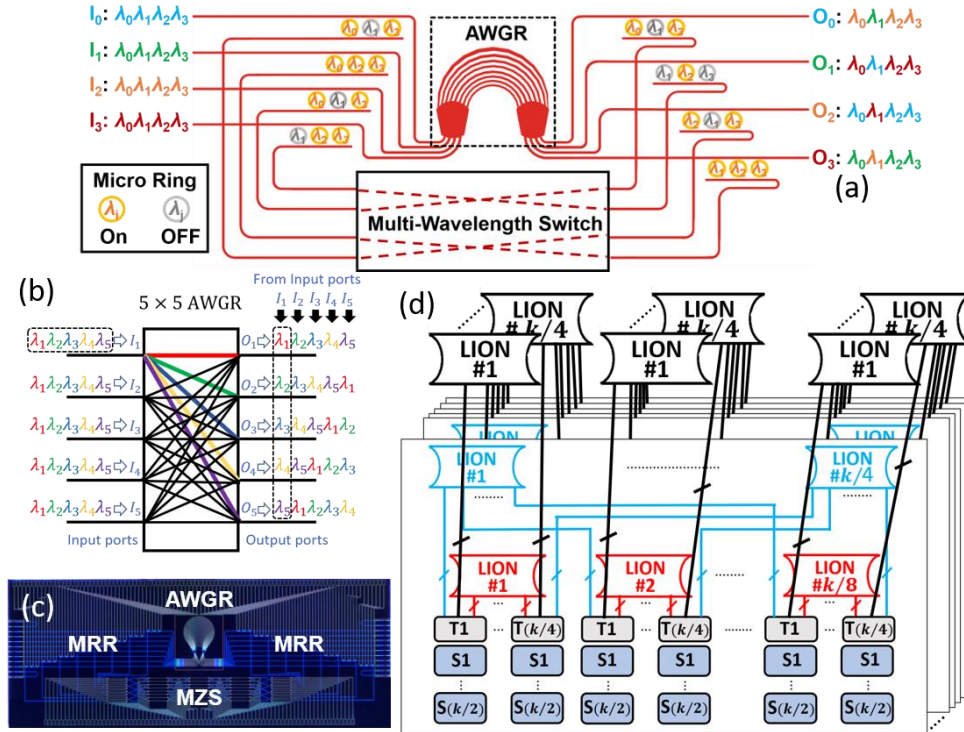 I₀: λ₀λ₁λ₂λ₃
AWGR
O₀: λ₀λ₁λ₂λ₃
I₁: λ₀λ₁λ₂λ₃
O₁: λ₀λ₁λ₂λ₃
I₂: λ₀λ₁λ₂λ₃
O₂: λ₀λ₁λ₂λ₃
I₃: λ₀λ₁λ₂λ₃
O₃: λ₀λ₁λ₂λ₃
(a)
Micro Ring
λⱼ λⱼ
On OFF
Multi-Wavelength Switch
(b)
5 × 5 AWGR
From Input ports
I₁ I₂ I₃ I₄ I₅
λ₁λ₂λ₃λ₄λ₅⇨I₁ O₁⇨λ₁λ₂λ₃λ₄λ₅
λ₁λ₂λ₃λ₄λ₅⇨I₂ O₂⇨λ₂λ₃λ₄λ₅λ₁
λ₁λ₂λ₃λ₄λ₅⇨I₃ O₃⇨λ₃λ₄λ₅λ₁λ₂
λ₁λ₂λ₃λ₄λ₅⇨I₄ O₄⇨λ₄λ₅λ₁λ₂λ₃
λ₁λ₂λ₃λ₄λ₅⇨I₅ O₅⇨λ₅λ₁λ₂λ₃λ₄
Input ports Output ports
(c)
AWGR
MRR MRR
MZS
(d)
LION LION LION
# k/4 # k/4 # k/4
LION LION LION
#1 #1 #1
LION LION
LION LION
#1 #k/4
LION LION LION
#1 #2 #k/8
T1 ... T(k/4) T1 ... T(k/4) ........ T1 ... T(k/4)
S1 S1 S1 S1 S1 S1
S(k/2) S(k/2) S(k/2) S(k/2) S(k/2) S(k/2)